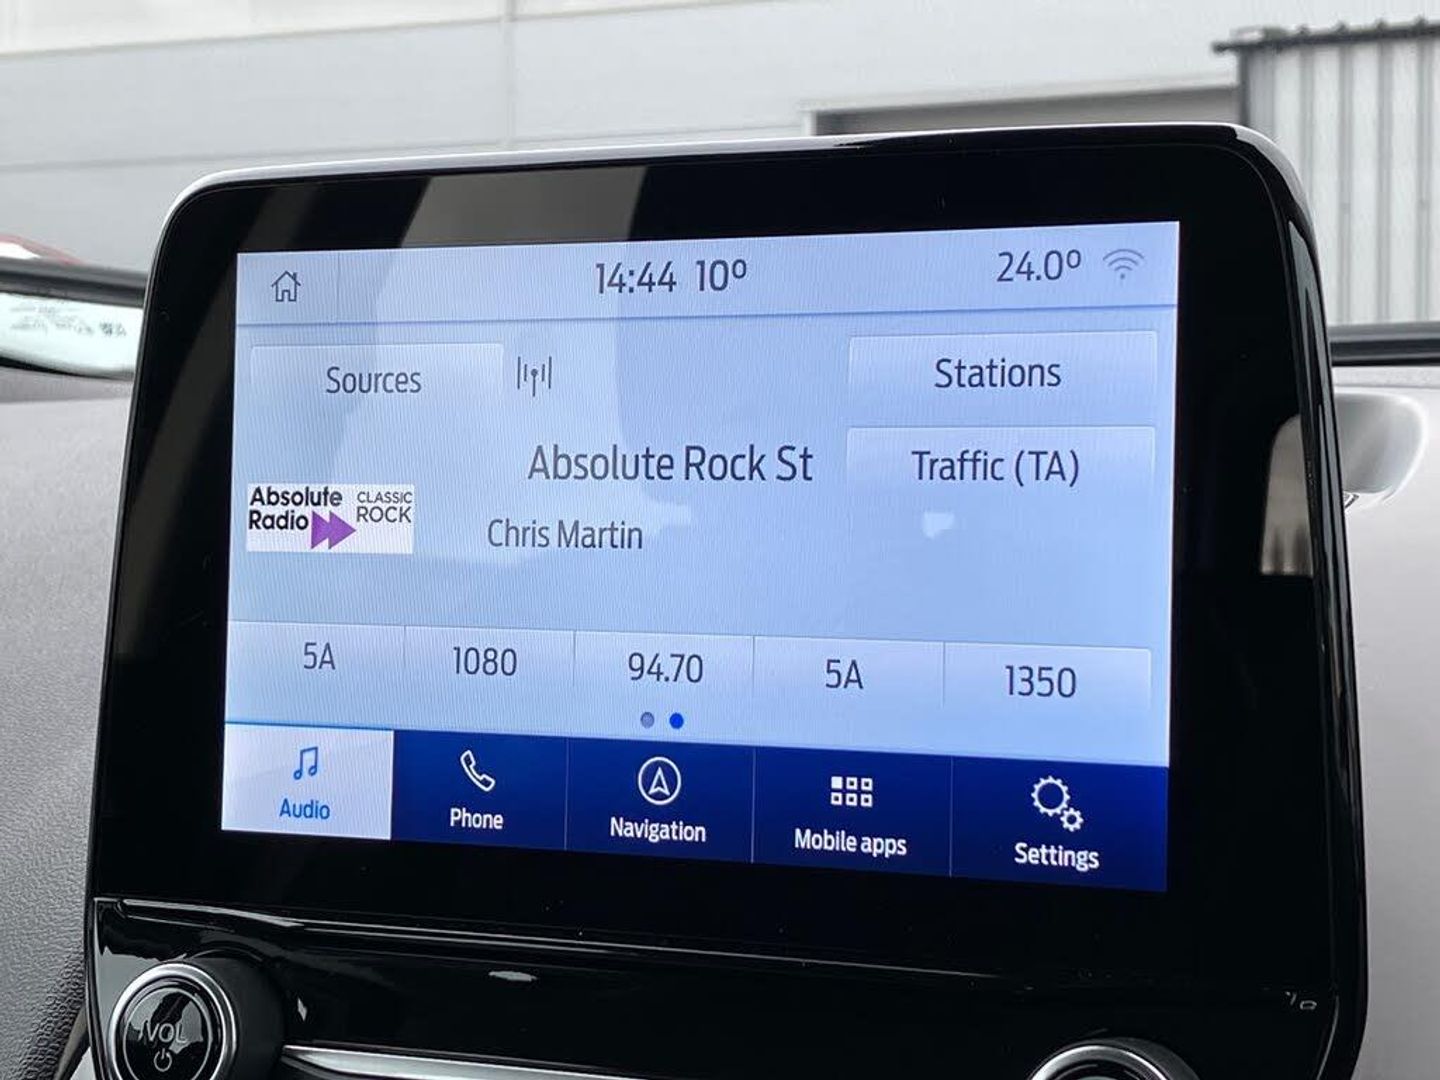 14:44 10º
24.0º
Sources
Stations
Absolute Rock St
Traffic (TA)
Absolute
Radio
CLASSIC
ROCK
Chris Martin
5A
1080
94.70
5A
1350
Audio
Phone
Navigation
Mobile apps
Settings
VOL